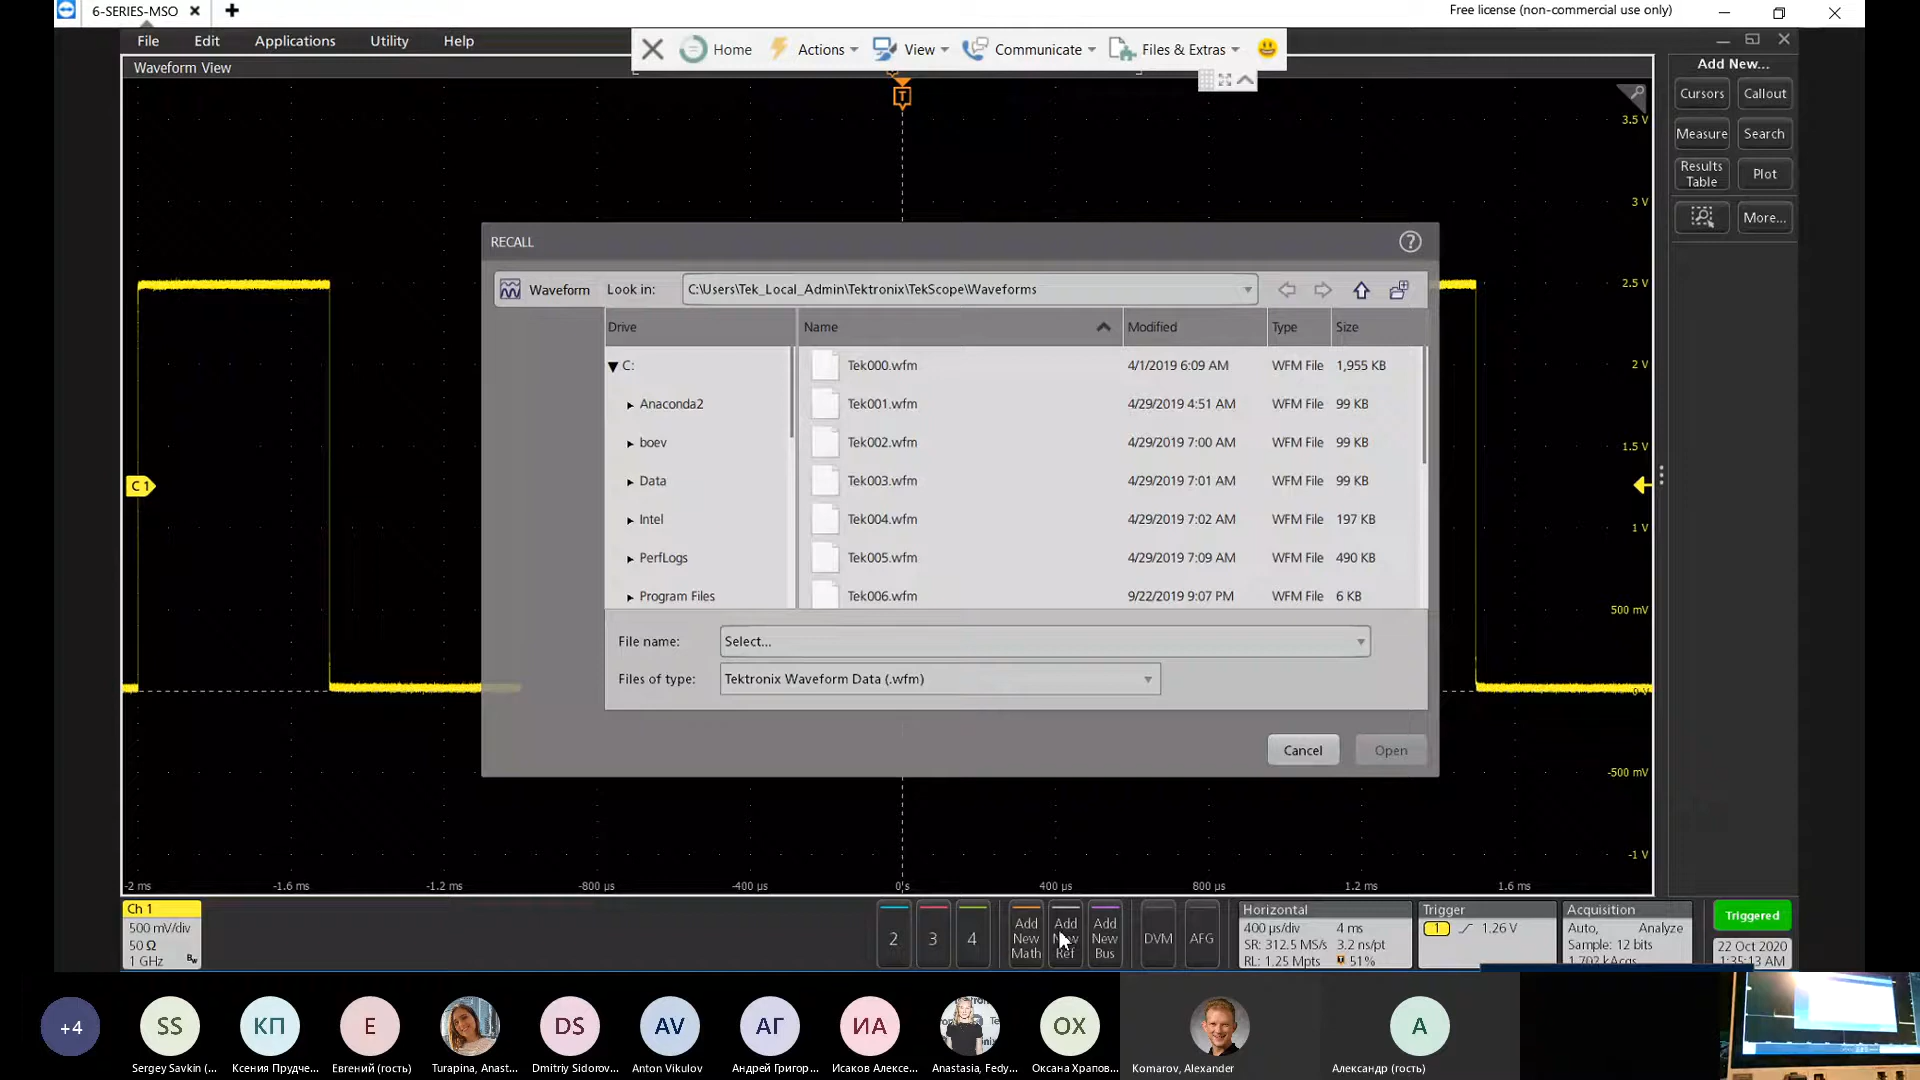 6-SERIES-MSO
Free license (non-commercial use only)
File Edit Applications Utility Help
Home Actions View Communicate Files & Extras
Waveform View
Add New...
Cursors Callout
Measure Search
Results Table Plot
More...
T
3.5 V
3 V
2.5 V
2 V
1.5 V
1 V
500 mV
0 V
-500 mV
-1 V
C 1
RECALL
?
Waveform Look in: C:\Users\Tek_Local_Admin\Tektronix\TekScope\Waveforms
Drive Name Modified Type Size
C: Tek000.wfm 4/1/2019 6:09 AM WFM File 1,955 KB
Anaconda2 Tek001.wfm 4/29/2019 4:51 AM WFM File 99 KB
boev Tek002.wfm 4/29/2019 7:00 AM WFM File 99 KB
Data Tek003.wfm 4/29/2019 7:01 AM WFM File 99 KB
Intel Tek004.wfm 4/29/2019 7:02 AM WFM File 197 KB
PerfLogs Tek005.wfm 4/29/2019 7:09 AM WFM File 490 KB
Program Files Tek006.wfm 9/22/2019 9:07 PM WFM File 6 KB
File name: Select...
Files of type: Tektronix Waveform Data (.wfm)
Cancel Open
-2 ms -1.6 ms -1.2 ms -800 µs -400 µs 0 s 400 µs 800 µs 1.2 ms 1.6 ms
Ch 1
500 mV/div
50 Ω
1 GHz Bw
2 3 4
Add New Math
Add New Ref
Add New Bus
DVM AFG
Horizontal
400 µs/div 4 ms
SR: 312.5 MS/s 3.2 ns/pt
RL: 1.25 Mpts 51%
Trigger
1 1.26 V
Acquisition
Auto, Analyze
Sample: 12 bits
1.702 kAcqs
Triggered
22 Oct 2020
1:35:13 AM
+4 SS КП E DS AV АГ ИА OX A
Sergey Savkin (... Ксения Прудче... Евгений (гость) Turapina, Anast... Dmitriy Sidorov... Anton Vikulov Андрей Григор... Исаков Алексе... Anastasia, Fedy... Оксана Храпов... Komarov, Alexander Александр (гость)